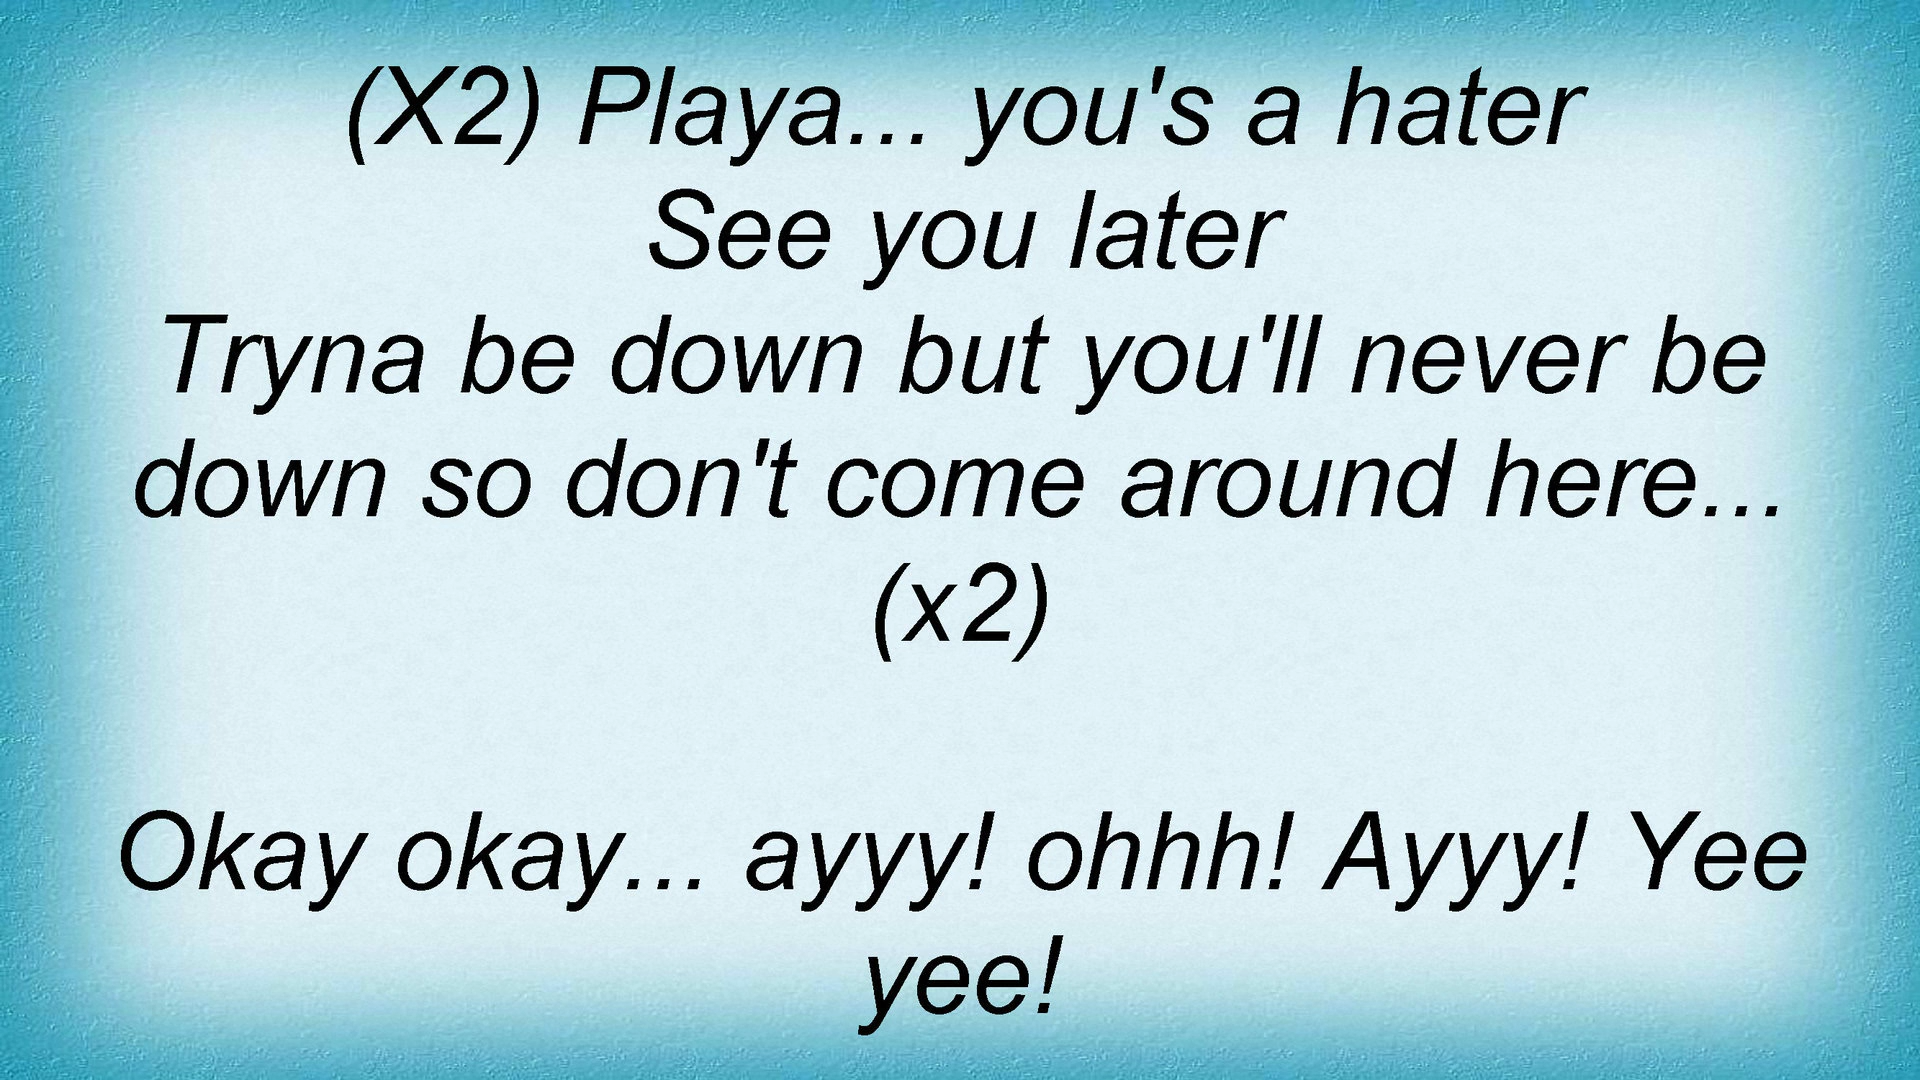 (X2) Playa... you's a hater
See you later
Tryna be down but you'll never be
down so don't come around here...
(x2)
Okay okay... ayyy! ohhh! Ayyy! Yee
yee!